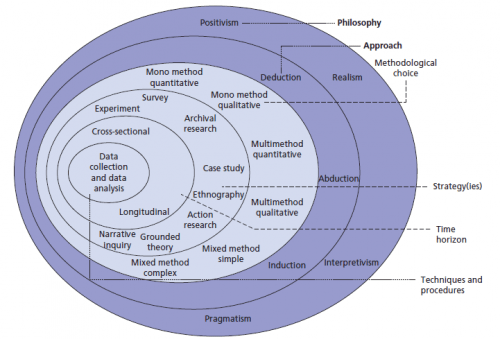 Positivism
Philosophy
Approach
Methodological
choice
Mono method
quantitative
Deduction
Realism
Survey
Mono method
qualitative
Experiment
Archival
research
Cross-sectional
Multimethod
quantitative
Data
collection
and data
analysis
Case study
Abduction
Strategy(ies)
Ethnography
Multimethod
qualitative
Longitudinal
Action
research
Time
horizon
Narrative
inquiry
Grounded
theory
Mixed method
simple
Mixed method
complex
Induction
Interpretivism
Techniques and
procedures
Pragmatism